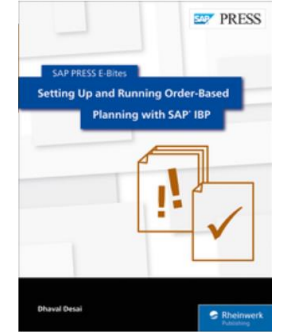 SAP PRESS
SAP PRESS E-Bites
Setting Up and Running Order-Based
Planning with SAP® IBP
!!
Dhaval Desai
Rheinwerk
Publishing